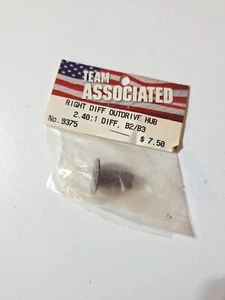 TEAM
ASSOCIATED
RIGHT DIFF OUTDRIVE HUB
2.40:1 DIFF, B2/B3
No. 9375 $ 7.50